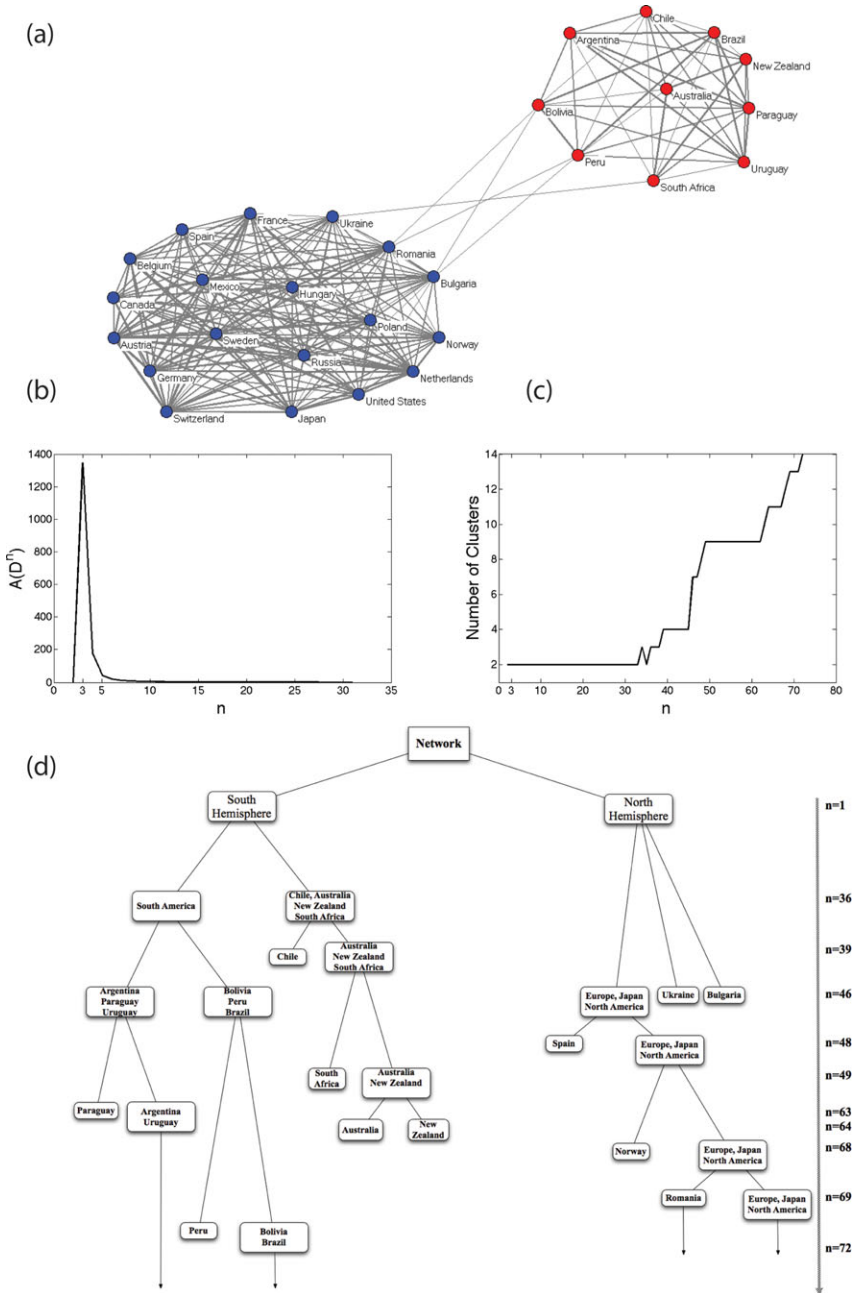 (a)
Chile
Argentina
Brazil
New Zealand
Australia
Bolivia
Paraguay
Peru
Uruguay
South Africa
France
Ukraine
Spain
Romania
Belgium
Bulgaria
Mexico
Hungary
Canada
Poland
Sweden
Norway
Austria
Russia
Germany
Netherlands
United States
Switzerland
Japan
(b)
1400
1200
1000
800
600
400
200
0
A(D^n)
0 3 5 10 15 20 25 30 35
n
(c)
14
12
10
8
6
4
2
Number of Clusters
0 3 10 20 30 40 50 60 70 80
n
(d)
Network
South
Hemisphere
North
Hemisphere
n=1
South America
Chile, Australia
New Zealand
South Africa
n=36
Chile
Australia
New Zealand
South Africa
n=39
Argentina
Paraguay
Uruguay
Bolivia
Peru
Brazil
Europe, Japan
North America
Ukraine
Bulgaria
n=46
Spain
Europe, Japan
North America
n=48
South
Africa
Australia
New Zealand
n=49
Paraguay
Argentina
Uruguay
n=63
Australia
New
Zealand
n=64
Norway
Europe, Japan
North America
n=68
Romania
Europe, Japan
North America
n=69
Peru
Bolivia
Brazil
n=72